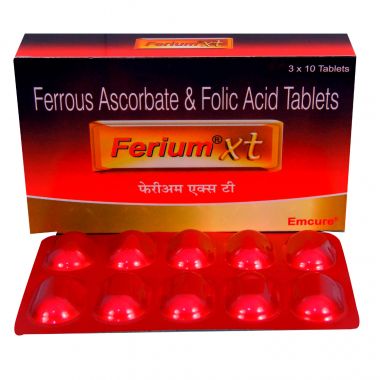 Ferium® xt
3 x 10 Tablets
Ferrous Ascorbate & Folic Acid Tablets
Ferium® xt
फेरीअम एक्स टी
Emcure®